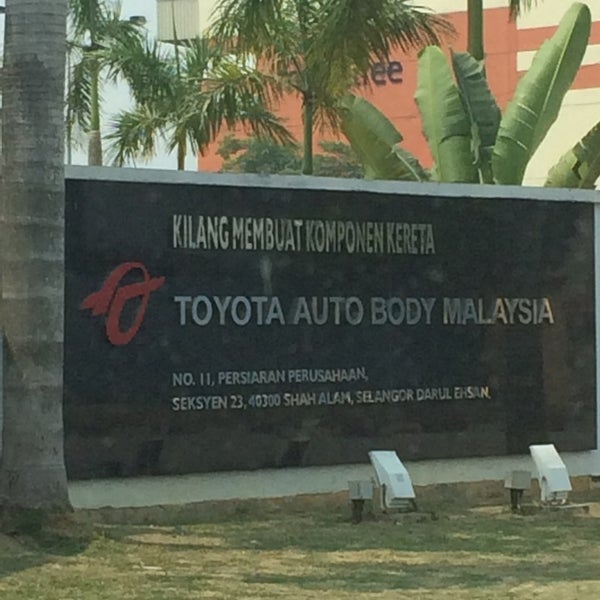 KILANG MEMBUAT KOMPONEN KERETA
TOYOTA AUTO BODY MALAYSIA
NO. 11, PERSIARAN PERUSAHAAN,
SEKSYEN 23, 40300 SHAH ALAM, SELANGOR DARUL EHSAN.